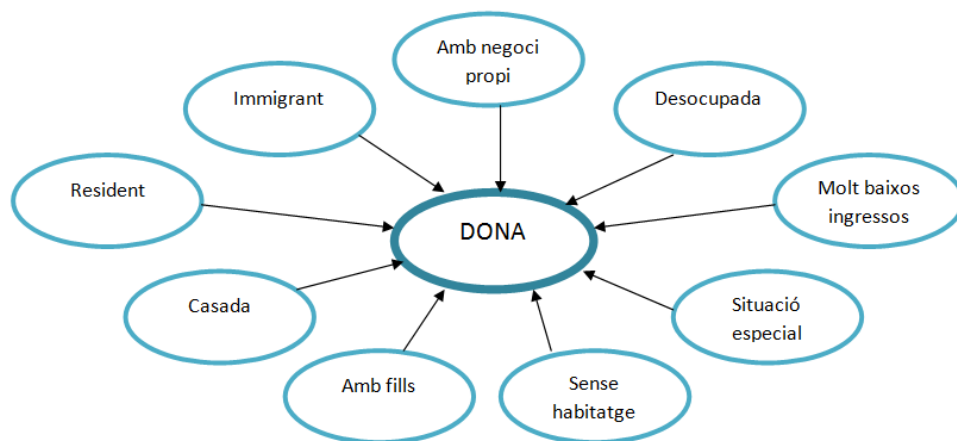 Amb negoci
propi
Immigrant
Desocupada
Resident
Molt baixos
ingressos
DONA
Casada
Situació
especial
Amb fills
Sense
habitatge